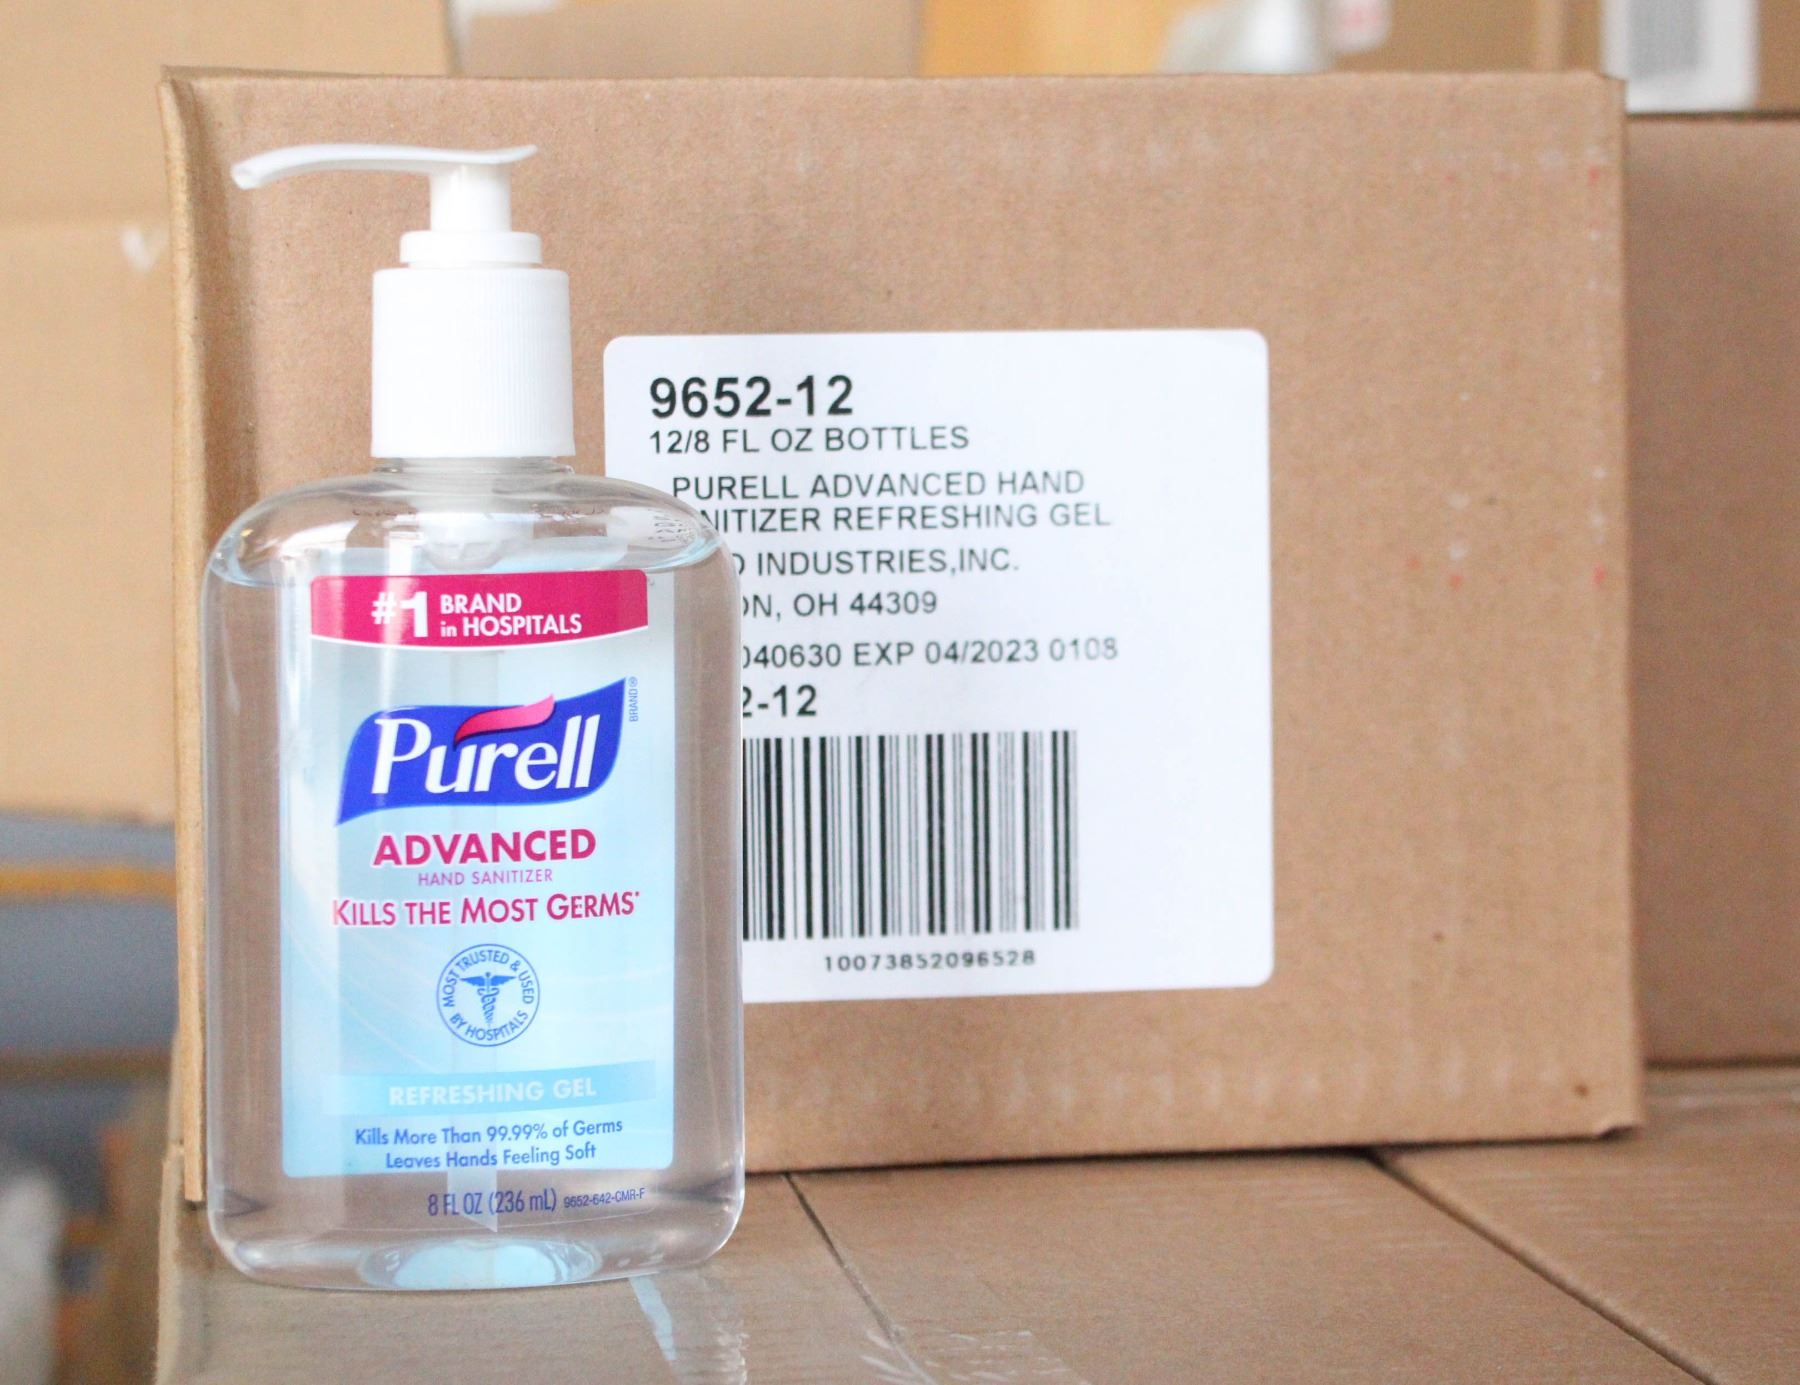 #1 BRAND
in HOSPITALS
Purell
BRAND®
ADVANCED
HAND SANITIZER
KILLS THE MOST GERMS*
MOST TRUSTED & USED
BY HOSPITALS
REFRESHING GEL
Kills More Than 99.99% of Germs
Leaves Hands Feeling Soft
8 FL OZ (236 mL) 9652-642-CMR-F
9652-12
12/8 FL OZ BOTTLES
PURELL ADVANCED HAND
NITIZER REFRESHING GEL
INDUSTRIES,INC.
ON, OH 44309
040630 EXP 04/2023 0108
2-12
10073852096528